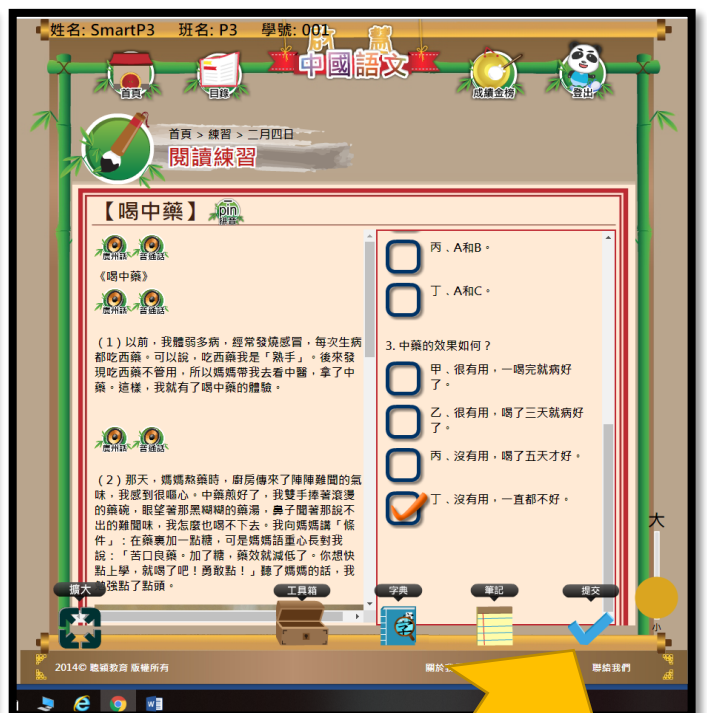 姓名: SmartP3 班名: P3 學號: 001
中國語文
首頁
目錄
成績金榜
登出
首頁 > 練習 > 二月四日
閱讀練習
【喝中藥】
pin
拼音
廣州話 普通話
《喝中藥》
廣州話 普通話
(1)以前，我體弱多病，經常發燒感冒，每次生病
都吃西藥。可以說，吃西藥我是「熟手」。後來發
現吃西藥不管用，所以媽媽帶我去看中醫，拿了中
藥。這樣，我就有了喝中藥的體驗。
廣州話 普通話
(2)那天，媽媽熬藥時，廚房傳來了陣陣難聞的氣
味，我感到很嘔心。中藥煎好了，我雙手捧著滾燙
的藥碗，眼望著那黑糊糊的藥湯，鼻子聞著那說不
出的難聞味，我怎麼也喝不下去。我向媽媽講「條
件」：在藥裏加一點糖，可是媽媽語重心長對我
說：「苦口良藥。加了糖，藥效就減低了。你想快
點上學，就喝了吧！勇敢點！」聽了媽媽的話，我
強點了點頭。
丙、A和B。
丁、A和C。
3. 中藥的效果如何？
甲、很有用，一喝完就病好
了。
乙、很有用，喝了三天就病好
了。
丙、沒有用，喝了五天才好。
丁、沒有用，一直都不好。
大
小
擴大
工具箱
字典
筆記
提交
2014© 聰穎教育 版權所有
關於
聯絡我們